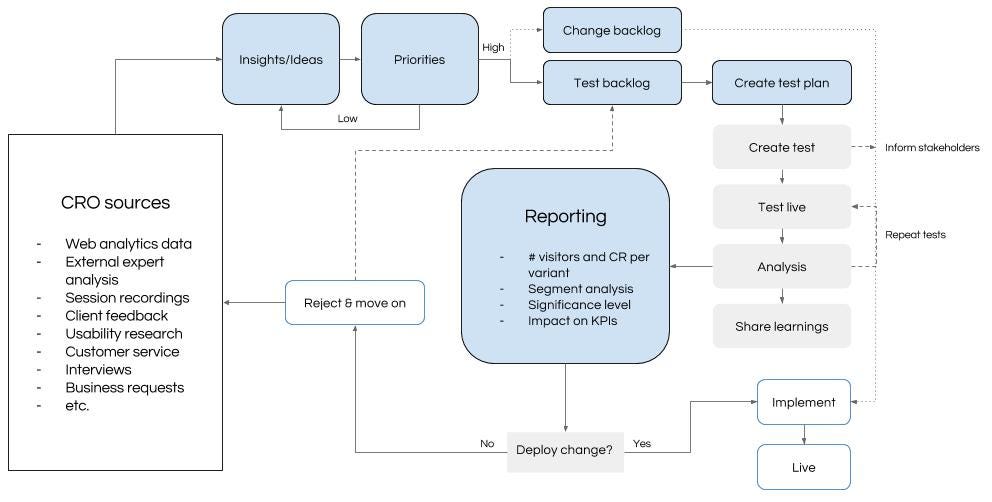 Insights/Ideas
Priorities
High
Change backlog
Test backlog
Create test plan
Low
Create test
Inform stakeholders
CRO sources
- Web analytics data
- External expert
analysis
- Session recordings
- Client feedback
- Usability research
- Customer service
- Interviews
- Business requests
- etc.
Reporting
- # visitors and CR per
variant
- Segment analysis
- Significance level
- Impact on KPIs
Test live
Repeat tests
Analysis
Reject & move on
Share learnings
Implement
No
Deploy change?
Yes
Live